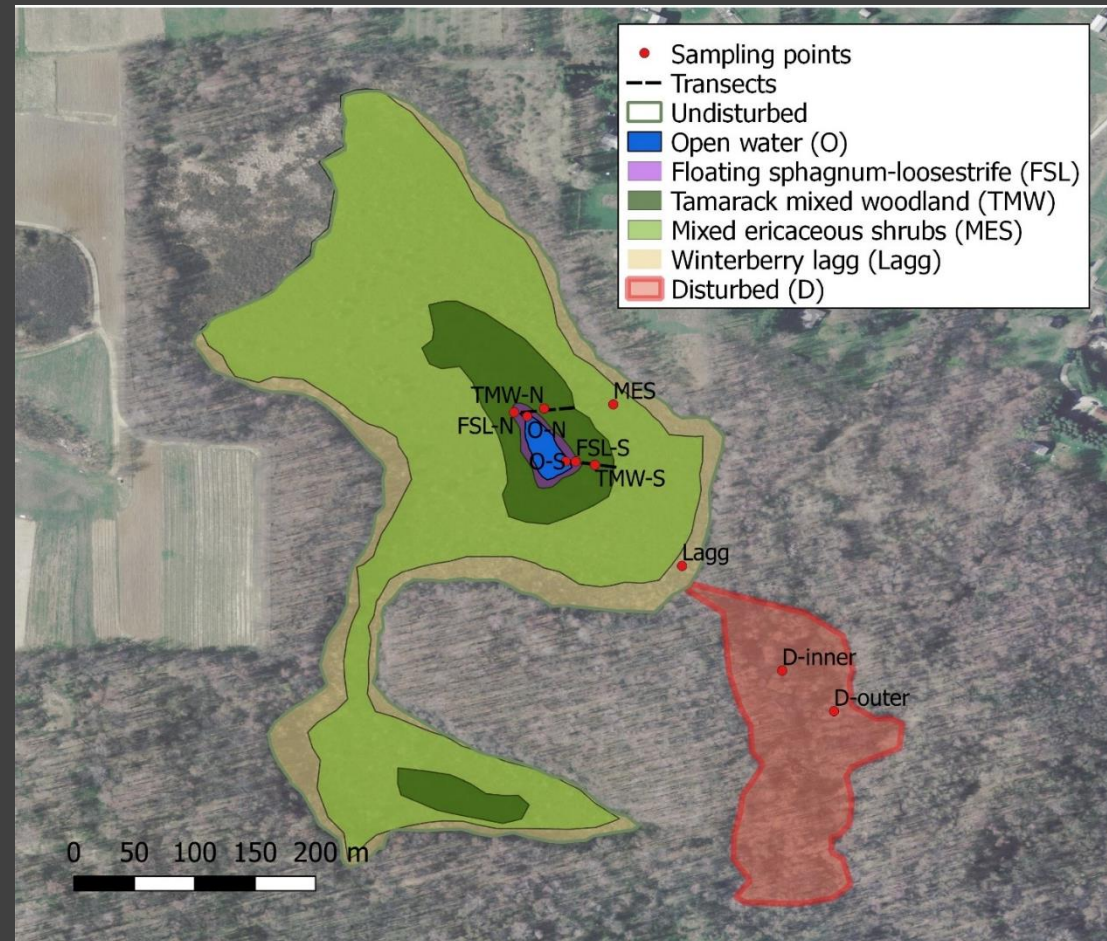 Sampling points
Transects
Undisturbed
Open water (O)
Floating sphagnum-loosestrife (FSL)
Tamarack mixed woodland (TMW)
Mixed ericaceous shrubs (MES)
Winterberry lagg (Lagg)
Disturbed (D)
TMW-N
MES
FSL-N
O-N
FSL-S
O-S
TMW-S
Lagg
D-inner
D-outer
0 50 100 150 200 m